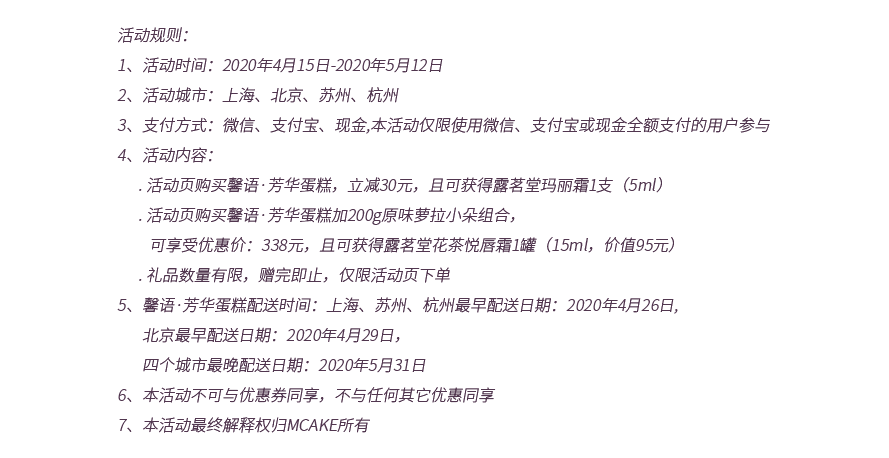 活动规则：
1、活动时间：2020年4月15日-2020年5月12日
2、活动城市：上海、北京、苏州、杭州
3、支付方式：微信、支付宝、现金,本活动仅限使用微信、支付宝或现金全额支付的用户参与
4、活动内容：
. 活动页购买馨语·芳华蛋糕，立减30元，且可获得露茗堂玛丽霜1支（5ml）
. 活动页购买馨语·芳华蛋糕加200g原味萝拉小朵组合，
可享受优惠价：338元，且可获得露茗堂花茶悦唇霜1罐（15ml，价值95元）
. 礼品数量有限，赠完即止，仅限活动页下单
5、馨语·芳华蛋糕配送时间：上海、苏州、杭州最早配送日期：2020年4月26日,
北京最早配送日期：2020年4月29日，
四个城市最晚配送日期：2020年5月31日
6、本活动不可与优惠券同享，不与任何其它优惠同享
7、本活动最终解释权归MCAKE所有